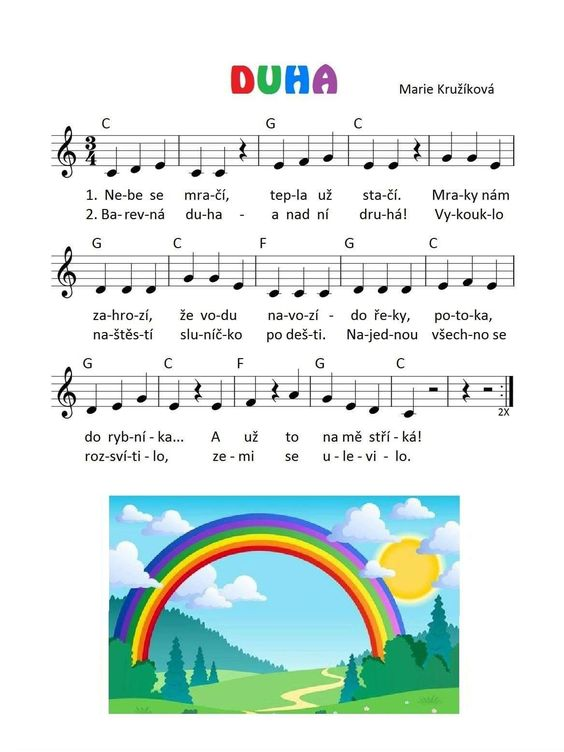 DUHA
Marie Kružíková
C G C
3
4
1. Ne-be se mra-čí, tep-la už sta-čí. Mra-ky nám
2. Ba-rev-ná du-ha - a nad ní dru-há! Vy-kouk-lo
G C F G C
za-hro-zí, že vo-du na-vo-zí - do ře-ky, po-to-ka,
na-štěs-tí slu-níč-ko po deš-ti. Na-jed-nou všech-no se
G C F G C
2X
do ryb-ní-ka... A už to na mě stří-ká!
roz-sví-ti-lo, ze-mi se u-le-vi-lo.